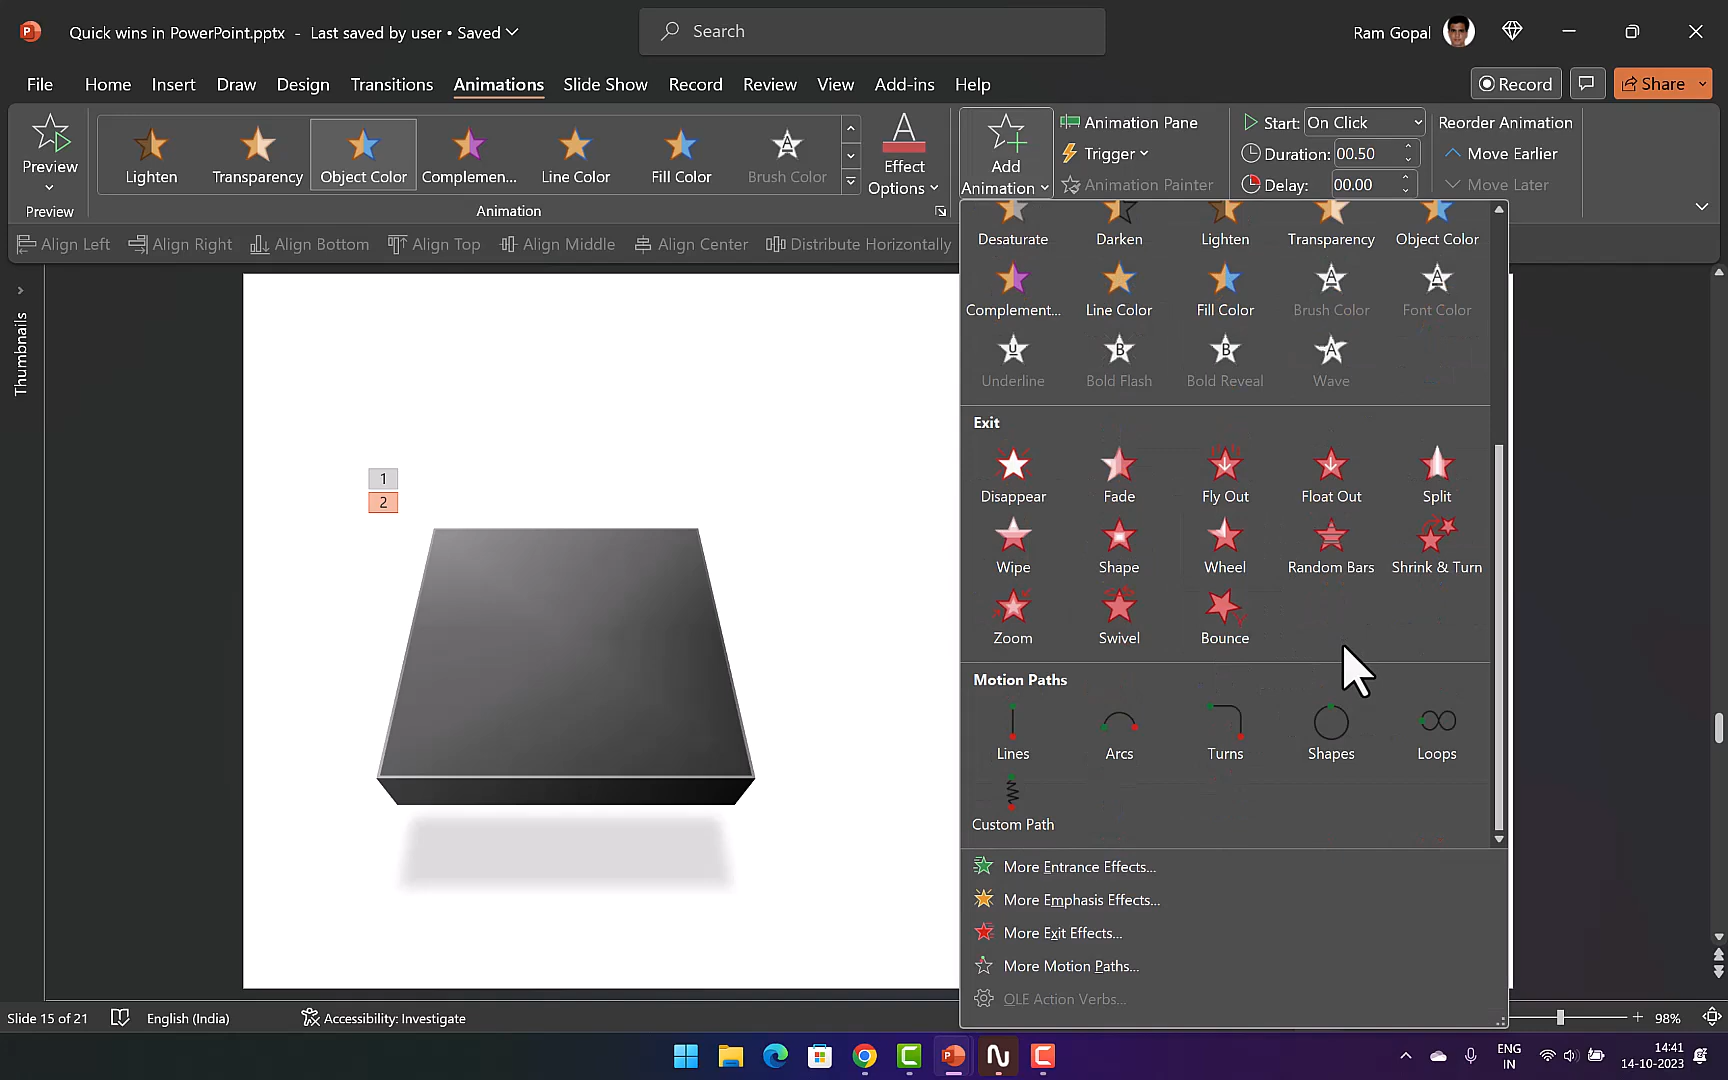 Quick wins in PowerPoint.pptx - Last saved by user • Saved
Search
Ram Gopal
File Home Insert Draw Design Transitions Animations Slide Show Record Review View Add-ins Help
Record
Share
Preview
Preview
Lighten
Transparency
Object Color
Complemen...
Line Color
Fill Color
Brush Color
Animation
Effect
Options
Add
Animation
Animation Pane
Trigger
Animation Painter
Start: On Click
Duration: 00.50
Delay: 00.00
Reorder Animation
Move Earlier
Move Later
Align Left Align Right Align Bottom Align Top Align Middle Align Center Distribute Horizontally
Thumbnails
1
2
Desaturate Darken Lighten Transparency Object Color
Complement... Line Color Fill Color Brush Color Font Color
Underline Bold Flash Bold Reveal Wave
Exit
Disappear Fade Fly Out Float Out Split
Wipe Shape Wheel Random Bars Shrink & Turn
Zoom Swivel Bounce
Motion Paths
Lines Arcs Turns Shapes Loops
Custom Path
More Entrance Effects...
More Emphasis Effects...
More Exit Effects...
More Motion Paths...
OLE Action Verbs...
Slide 15 of 21 English (India) Accessibility: Investigate
98%
ENG
IN
14:41
14-10-2023